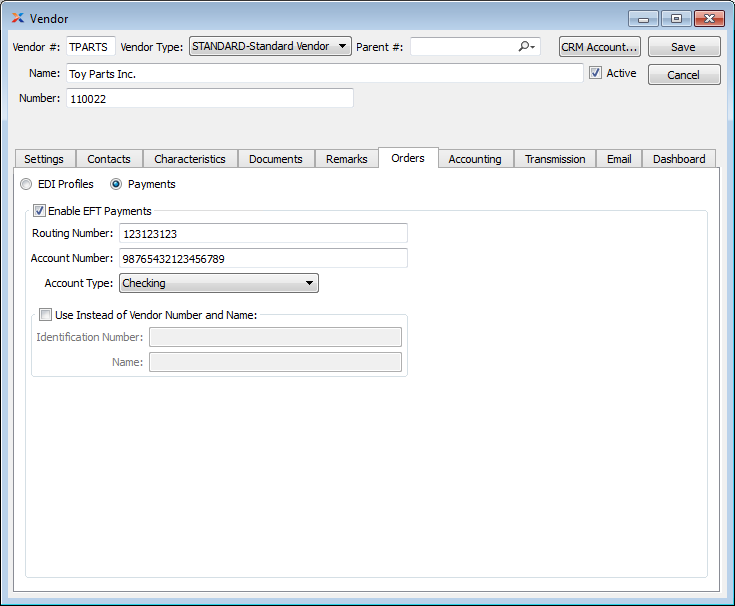 Vendor
Vendor #: TPARTS Vendor Type: STANDARD-Standard Vendor Parent #: CRM Account... Save
Name: Toy Parts Inc. Active Cancel
Number: 110022
Settings Contacts Characteristics Documents Remarks Orders Accounting Transmission Email Dashboard
EDI Profiles Payments
Enable EFT Payments
Routing Number: 123123123
Account Number: 98765432123456789
Account Type: Checking
Use Instead of Vendor Number and Name:
Identification Number:
Name: